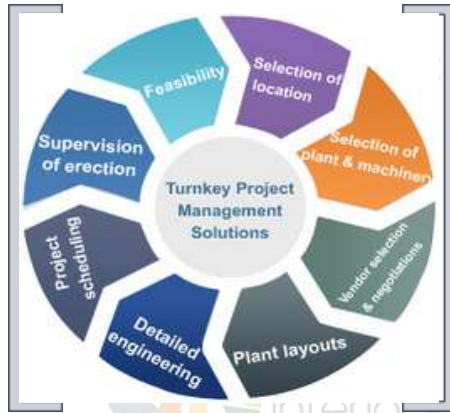 Turnkey Project
Management
Solutions
Feasibility
Selection of
location
Selection of
plant & machinery
Vendor selection
& negotiations
Plant layouts
Detailed
engineering
Project
scheduling
Supervision
of erection